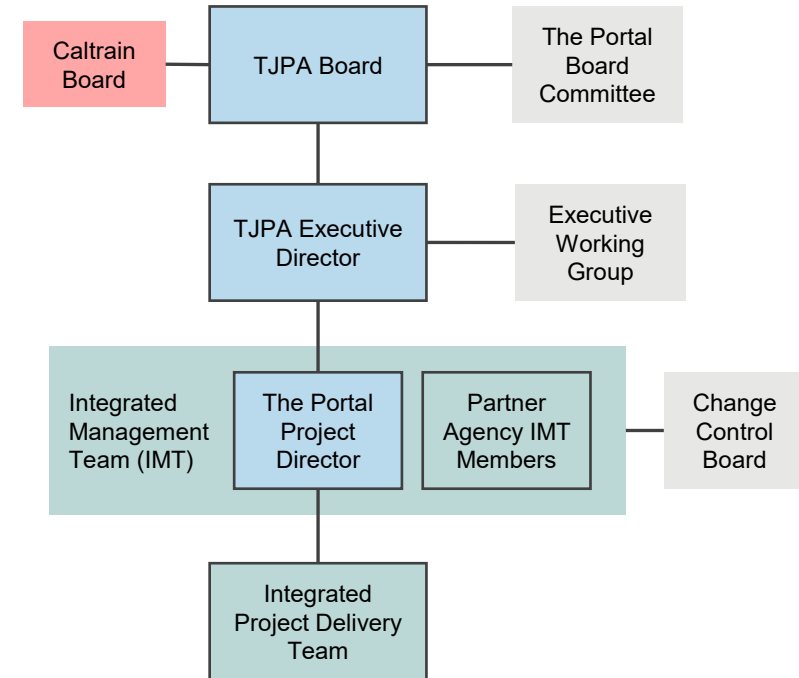 Caltrain
Board
TJPA Board
The Portal
Board
Committee
TJPA Executive
Director
Executive
Working
Group
Integrated
Management
Team (IMT)
The Portal
Project
Director
Partner
Agency IMT
Members
Change
Control
Board
Integrated
Project Delivery
Team